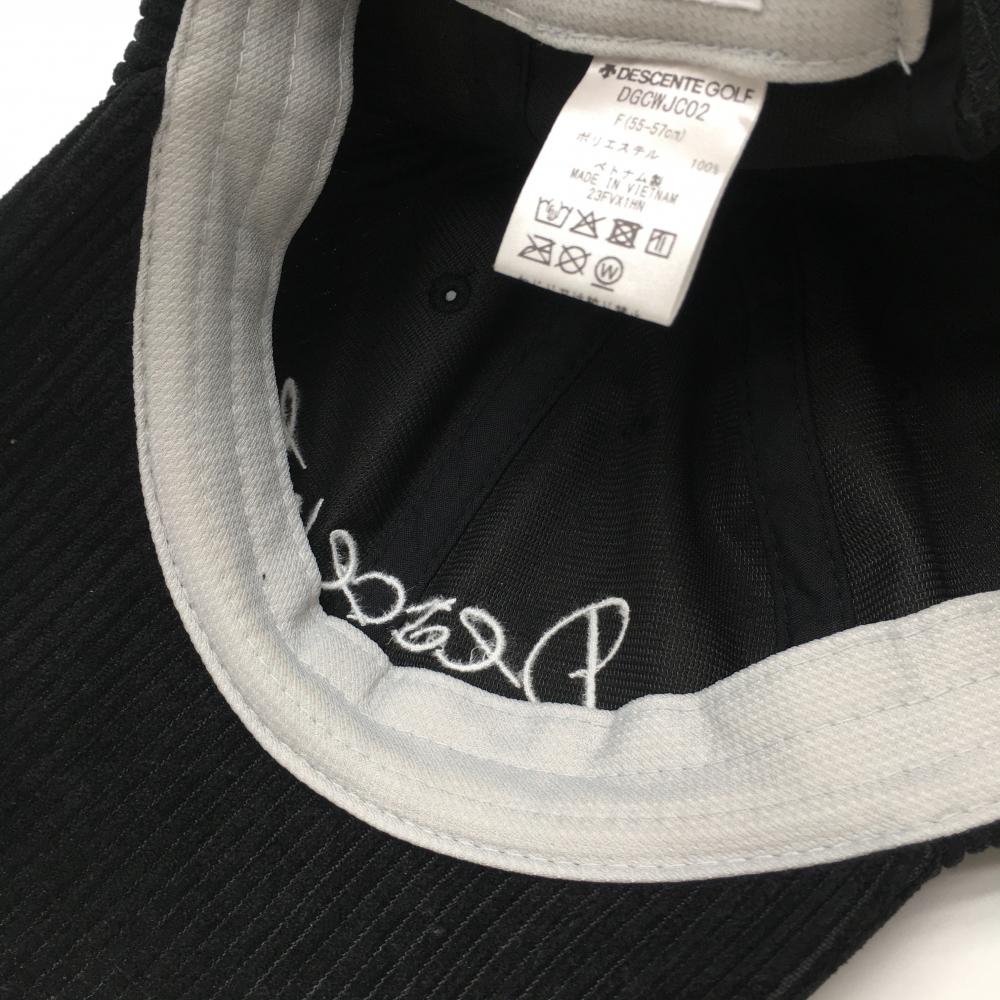 DESCENTE GOLF
DGCWJC02
F(55-57cm)
ポリエステル 100%
ベトナム製
MADE IN VIETNAM
23FVX1HN
W